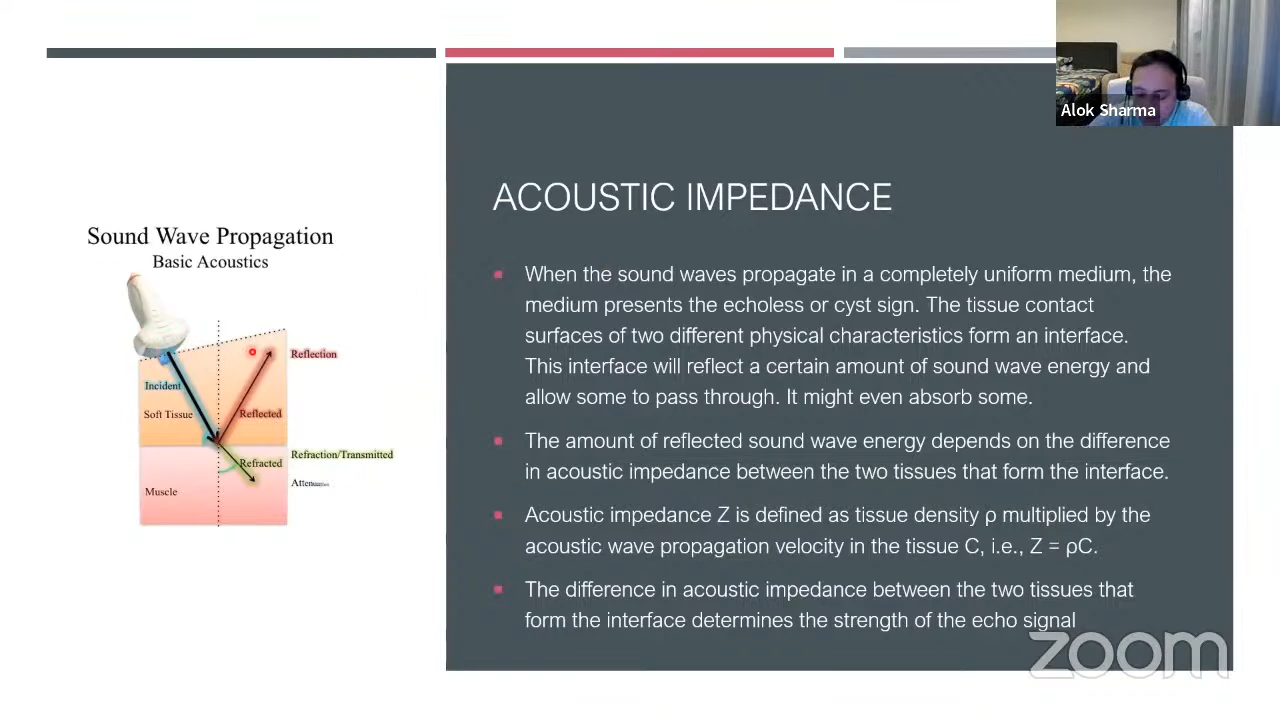 Alok Sharma
ACOUSTIC IMPEDANCE
Sound Wave Propagation
Basic Acoustics
Reflection
Incident
Soft Tissue
Reflected
Refraction/Transmitted
Refracted
Attenuation
Muscle
When the sound waves propagate in a completely uniform medium, the
medium presents the echoless or cyst sign. The tissue contact
surfaces of two different physical characteristics form an interface.
This interface will reflect a certain amount of sound wave energy and
allow some to pass through. It might even absorb some.
The amount of reflected sound wave energy depends on the difference
in acoustic impedance between the two tissues that form the interface.
Acoustic impedance Z is defined as tissue density ρ multiplied by the
acoustic wave propagation velocity in the tissue C, i.e., Z = ρC.
The difference in acoustic impedance between the two tissues that
form the interface determines the strength of the echo signal
zoom